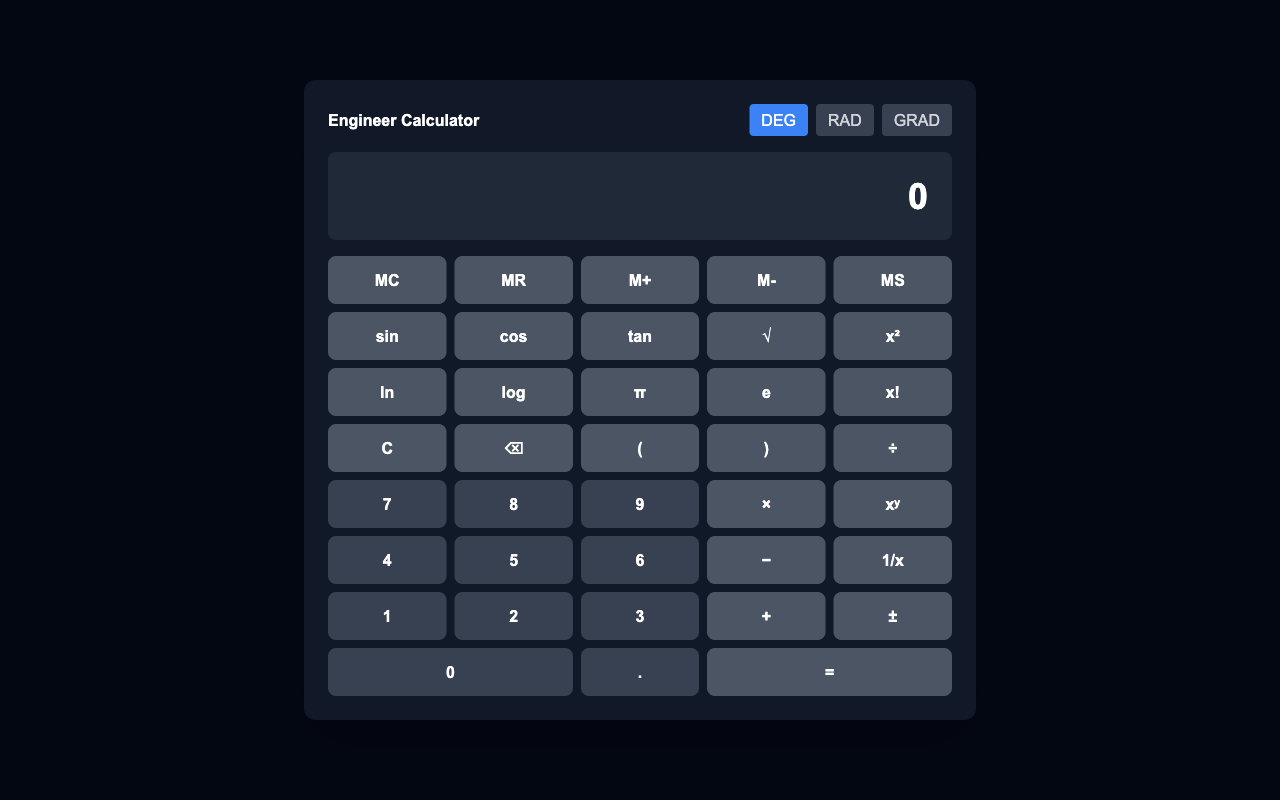 Engineer Calculator DEG RAD GRAD
0
MC MR M+ M- MS
sin cos tan √ x²
ln log π e x!
C ⌫ ( ) ÷
7 8 9 × xʸ
4 5 6 − 1/x
1 2 3 + ±
0 . =